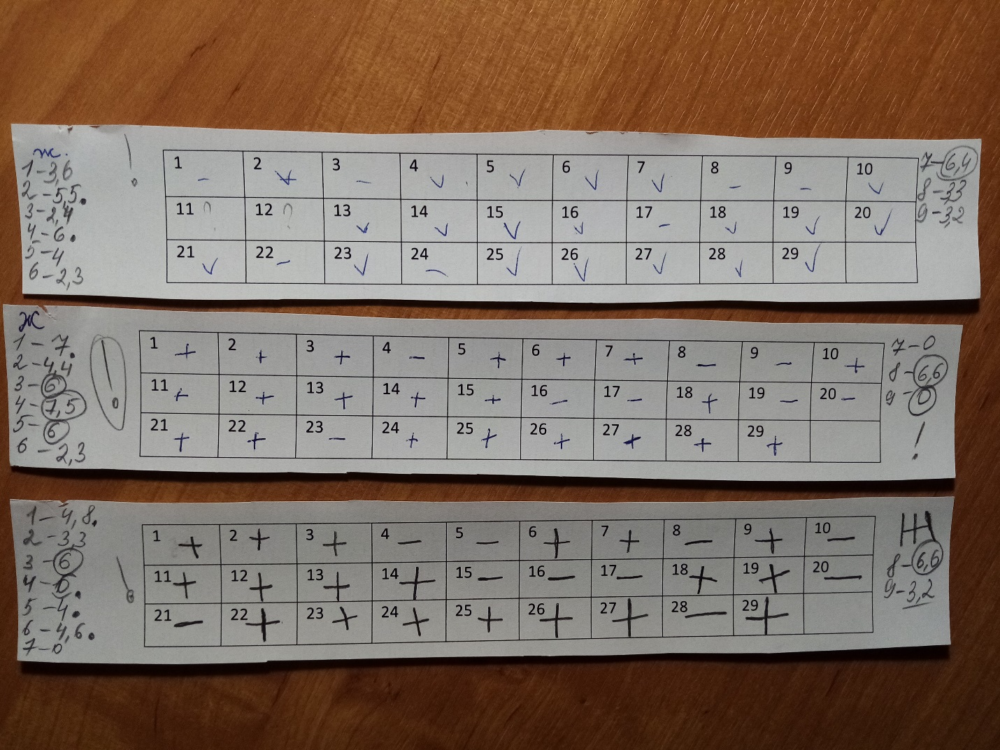 ж.
1-3,6
2-5,5.
3-2,4
4-6.
5-4
6-2,3
!
1 - 2 + 3 - 4 ✓ 5 ✓ 6 ✓ 7 ✓ 8 - 9 - 10 ✓
11 ? 12 ? 13 ✓ 14 ✓ 15 ✓ 16 ✓ 17 - 18 ✓ 19 ✓ 20 ✓
21 ✓ 22 - 23 ✓ 24 - 25 ✓ 26 ✓ 27 ✓ 28 ✓ 29 ✓
7-6,4
8-3,3
9-3,2
Ж
1-7.
2-4,4
3-6
4-7,5
5-6
6-2,3
!
1 + 2 + 3 + 4 - 5 + 6 + 7 + 8 - 9 - 10 +
11 + 12 + 13 + 14 + 15 + 16 - 17 - 18 + 19 - 20 -
21 + 22 + 23 - 24 + 25 + 26 + 27 + 28 + 29 +
7-0
8-6,6
9-0
!
1-4,8.
2-3,3
3-6
4-0.
5-4.
6-4,6.
7-0
!
1 + 2 + 3 + 4 - 5 - 6 + 7 + 8 - 9 + 10 -
11 + 12 + 13 + 14 + 15 - 16 - 17 - 18 + 19 + 20 -
21 - 22 + 23 + 24 + 25 + 26 + 27 + 28 - 29 +
Ж
8-6,6
9-3,2